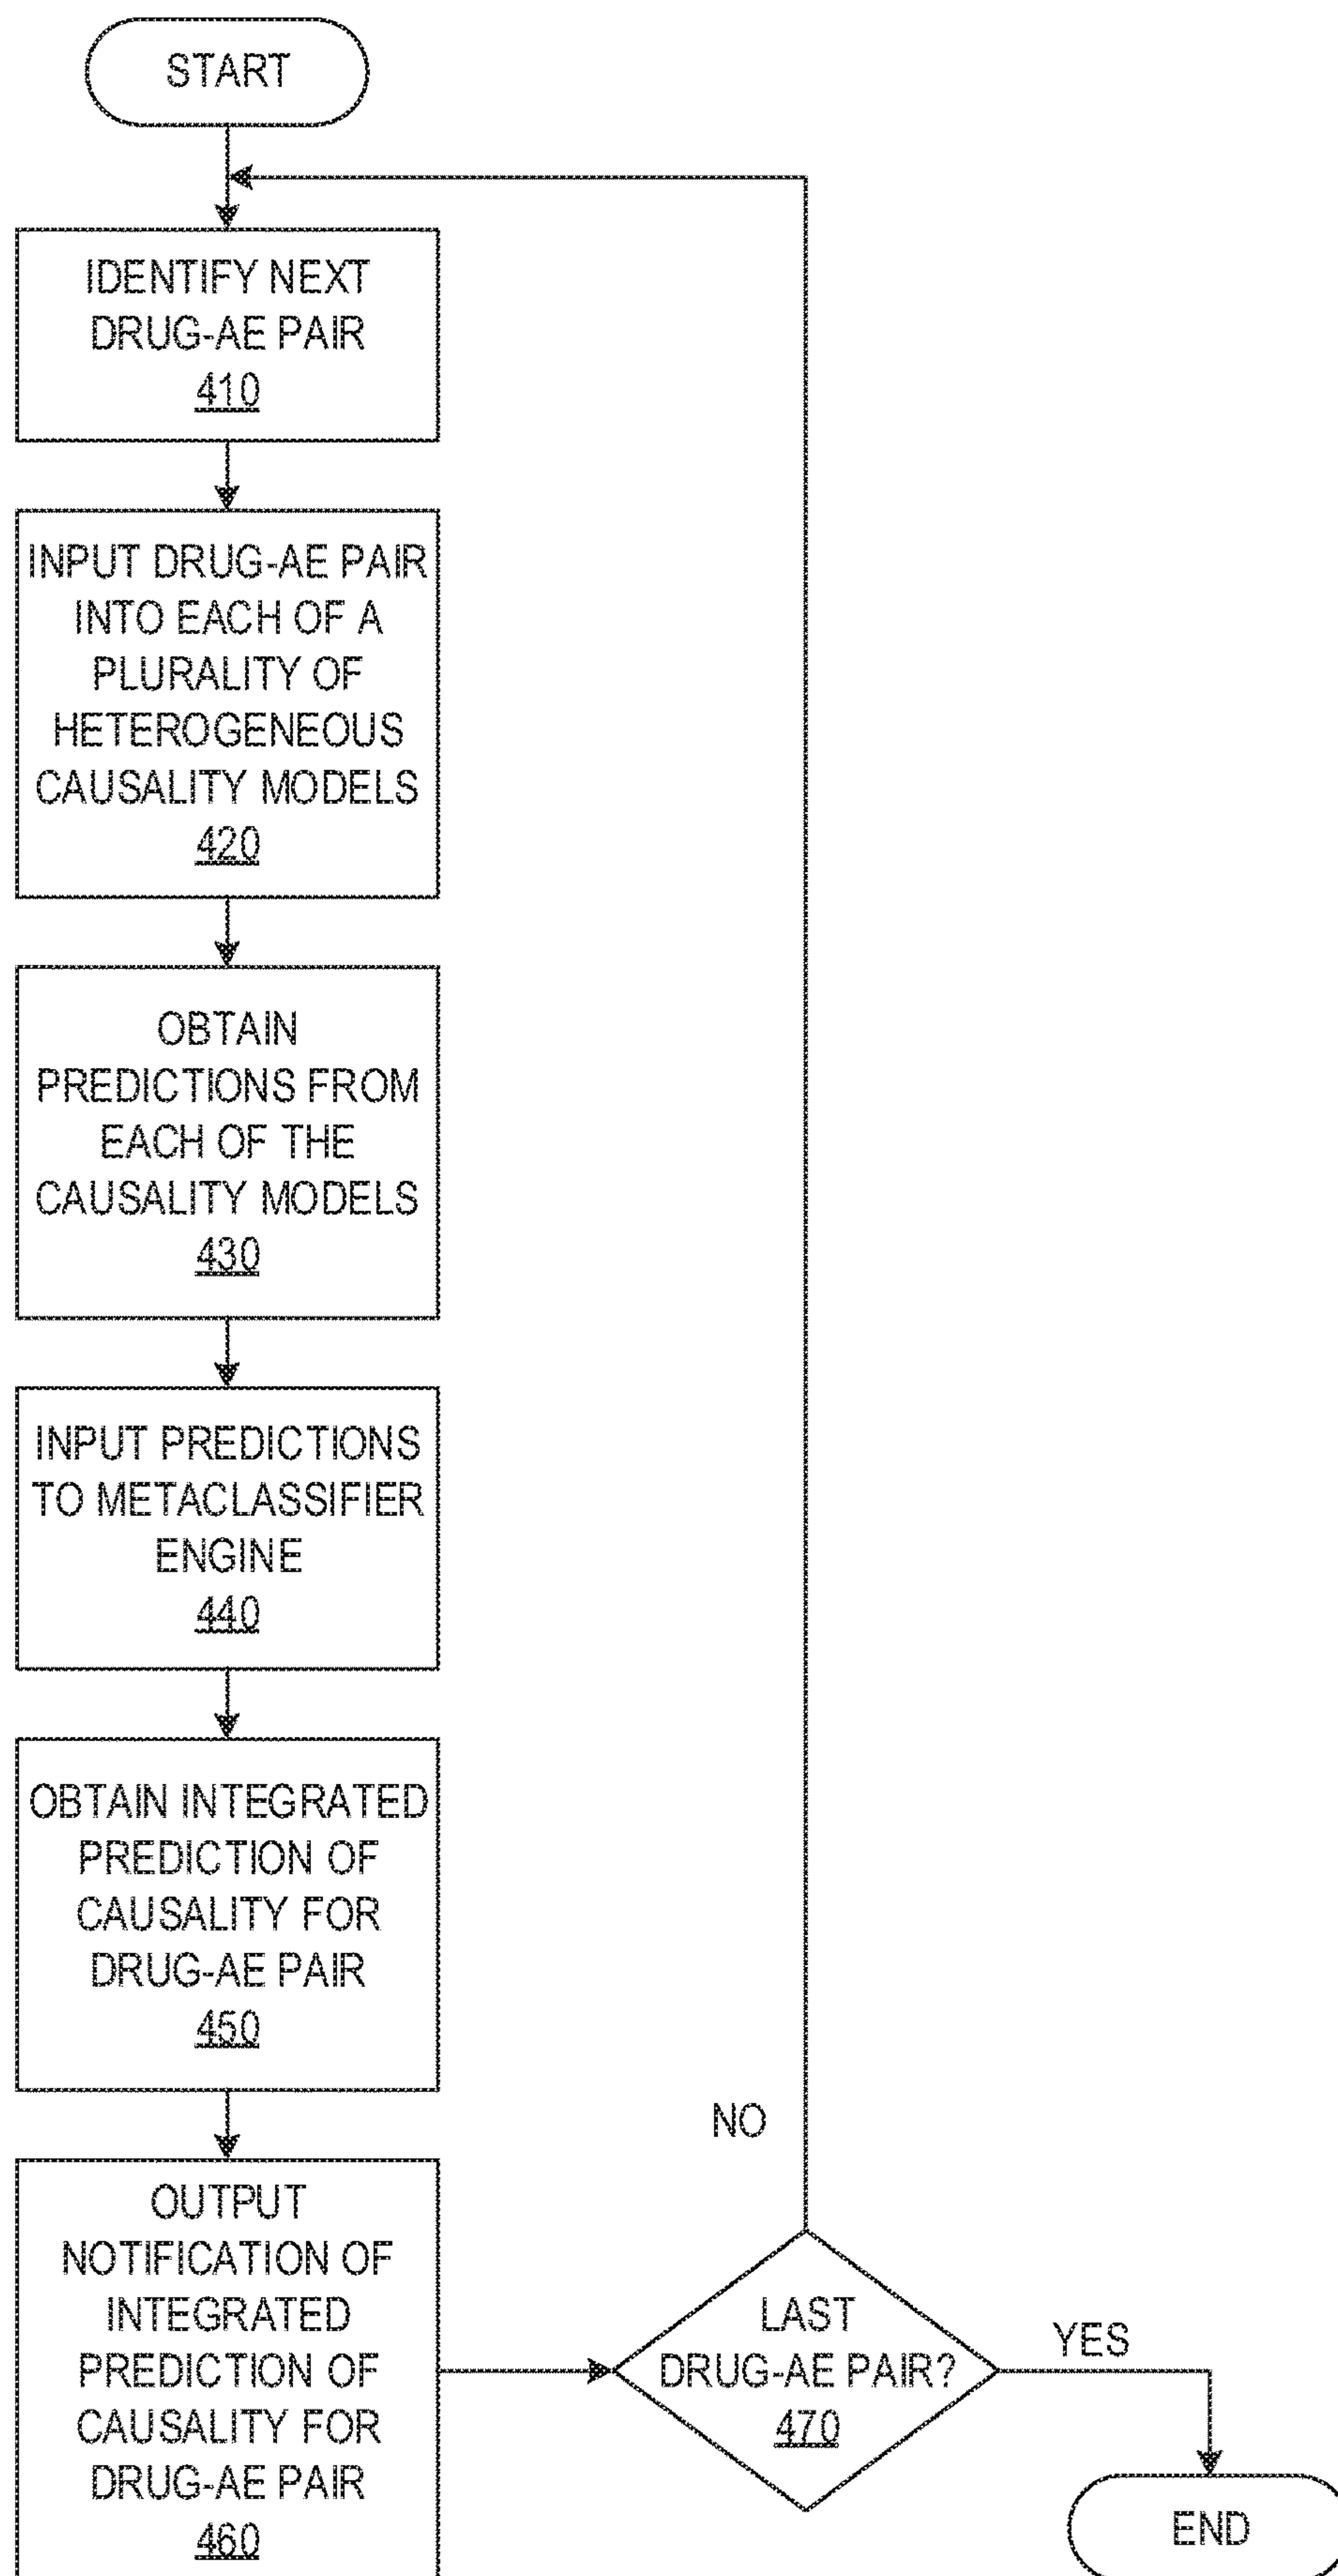 START
IDENTIFY NEXT
DRUG-AE PAIR
410
INPUT DRUG-AE PAIR
INTO EACH OF A
PLURALITY OF
HETEROGENEOUS
CAUSALITY MODELS
420
OBTAIN
PREDICTIONS FROM
EACH OF THE
CAUSALITY MODELS
430
INPUT PREDICTIONS
TO METACLASSIFIER
ENGINE
440
OBTAIN INTEGRATED
PREDICTION OF
CAUSALITY FOR
DRUG-AE PAIR
450
OUTPUT
NOTIFICATION OF
INTEGRATED
PREDICTION OF
CAUSALITY FOR
DRUG-AE PAIR
460
NO
LAST
DRUG-AE PAIR?
470
YES
END